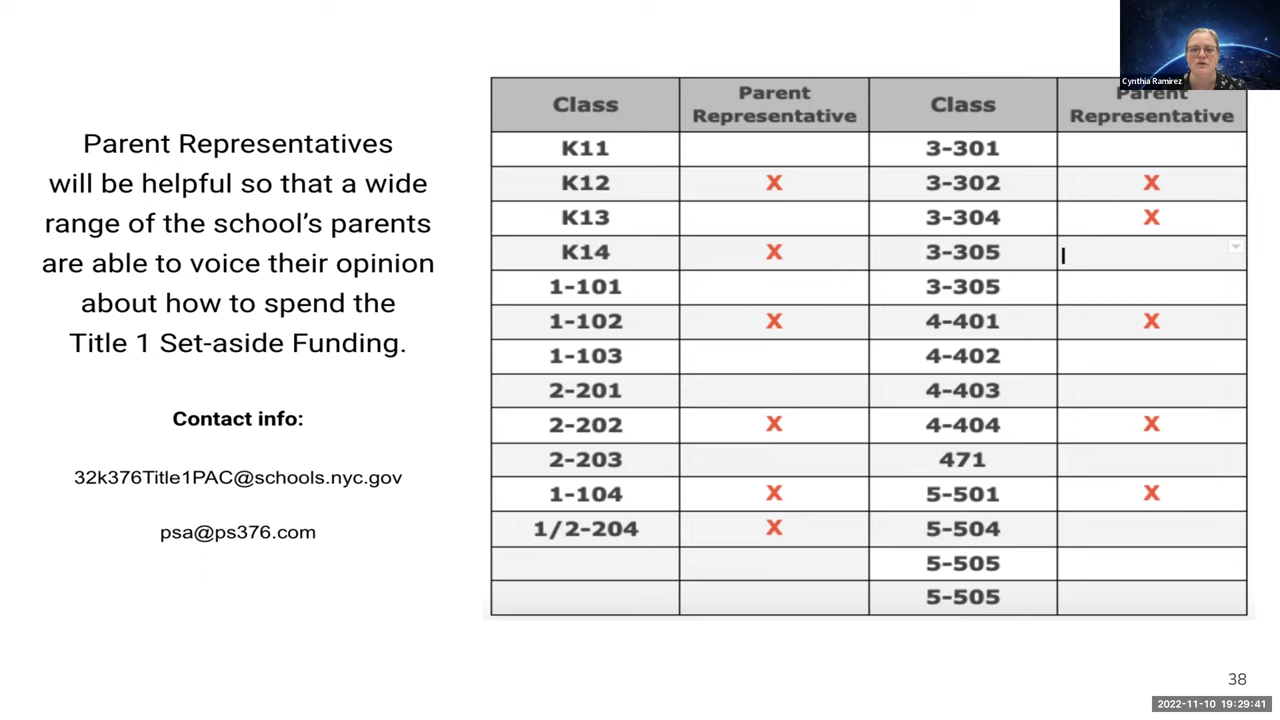 Cynthia Ramirez
Parent Representatives
will be helpful so that a wide
range of the school's parents
are able to voice their opinion
about how to spend the
Title 1 Set-aside Funding.
Contact info:
32k376Title1PAC@schools.nyc.gov
psa@ps376.com
Class Parent Representative Class Parent Representative
K11 3-301
K12 X 3-302 X
K13 3-304 X
K14 X 3-305
1-101 3-305
1-102 X 4-401 X
1-103 4-402
2-201 4-403
2-202 X 4-404 X
2-203 471
1-104 X 5-501 X
1/2-204 X 5-504
5-505
5-505
38
2022-11-10 19:29:41